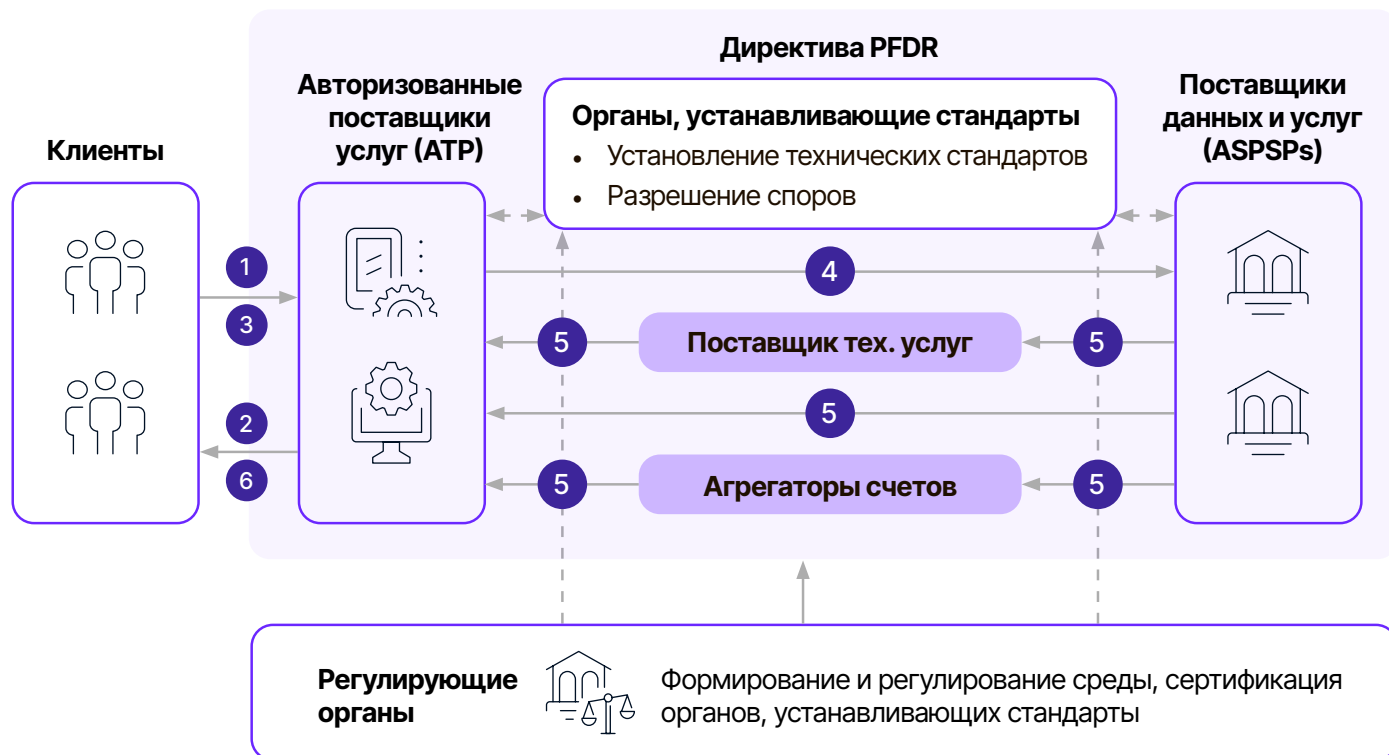 Директива PFDR
Авторизованные
поставщики
услуг (ATP)
Поставщики
данных и услуг
(ASPSPs)
Клиенты
Органы, устанавливающие стандарты
• Установление технических стандартов
• Разрешение споров
1
3
4
5
Поставщик тех. услуг
5
2
6
5
5
Агрегаторы счетов
5
Регулирующие
органы
Формирование и регулирование среды, сертификация
органов, устанавливающих стандарты